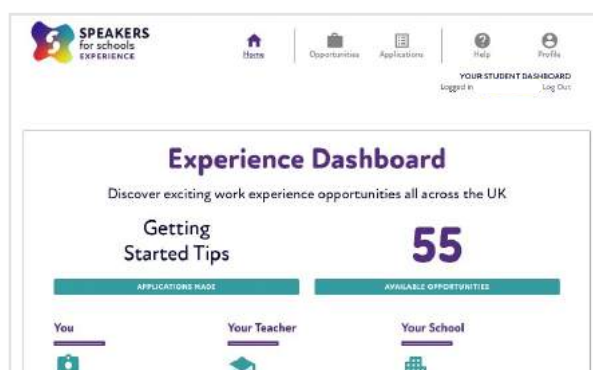 SPEAKERS
for schools
EXPERIENCE
Home
Opportunities
Applications
Help
Profile
YOUR STUDENT DASHBOARD
Logged in
Log Out
Experience Dashboard
Discover exciting work experience opportunities all across the UK
Getting
Started Tips
55
APPLICATIONS MADE
AVAILABLE OPPORTUNITIES
You
Your Teacher
Your School